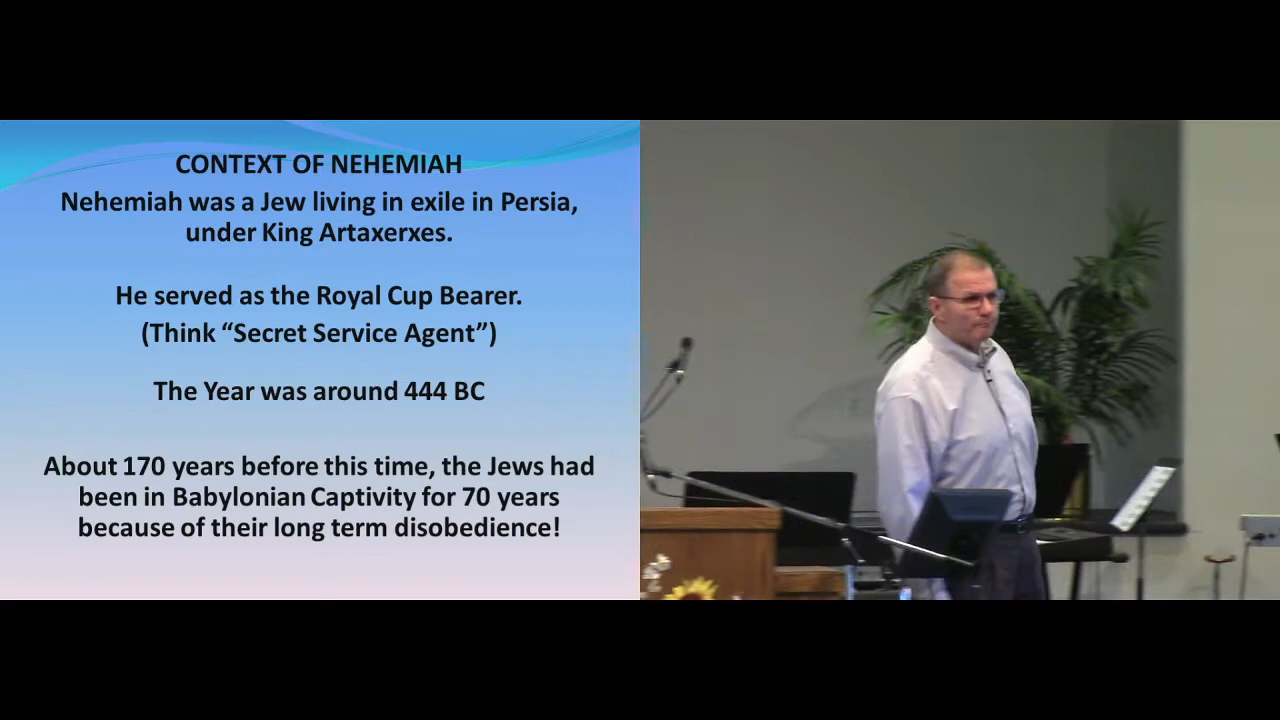 CONTEXT OF NEHEMIAH
Nehemiah was a Jew living in exile in Persia,
under King Artaxerxes.
He served as the Royal Cup Bearer.
(Think “Secret Service Agent”)
The Year was around 444 BC
About 170 years before this time, the Jews had
been in Babylonian Captivity for 70 years
because of their long term disobedience!